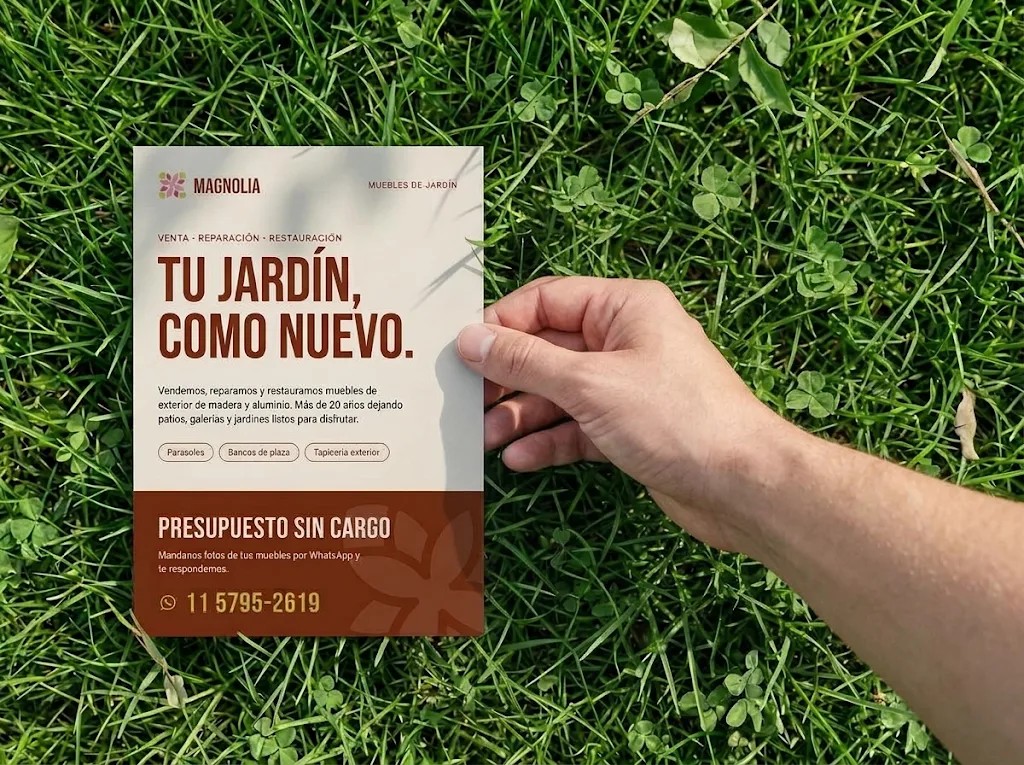 MAGNOLIA
MUEBLES DE JARDÍN
VENTA - REPARACIÓN - RESTAURACIÓN
TU JARDÍN,
COMO NUEVO.
Vendemos, reparamos y restauramos muebles de
exterior de madera y aluminio. Más de 20 años dejando
patios, galerías y jardines listos para disfrutar.
Parasoles
Bancos de plaza
Tapicería exterior
PRESUPUESTO SIN CARGO
Mandanos fotos de tus muebles por WhatsApp y
te respondemos.
11 5795-2619